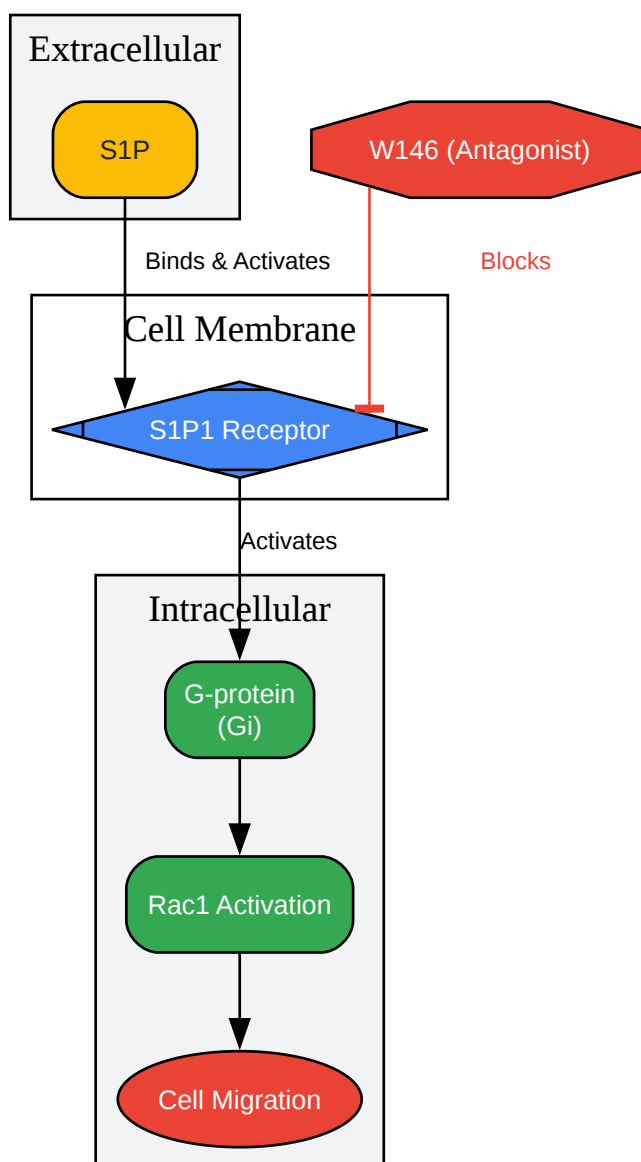 Extracellular
S1P
W146 (Antagonist)
Binds & Activates
Blocks
Cell Membrane
S1P1 Receptor
Activates
Intracellular
G-protein
(Gi)
Rac1 Activation
Cell Migration